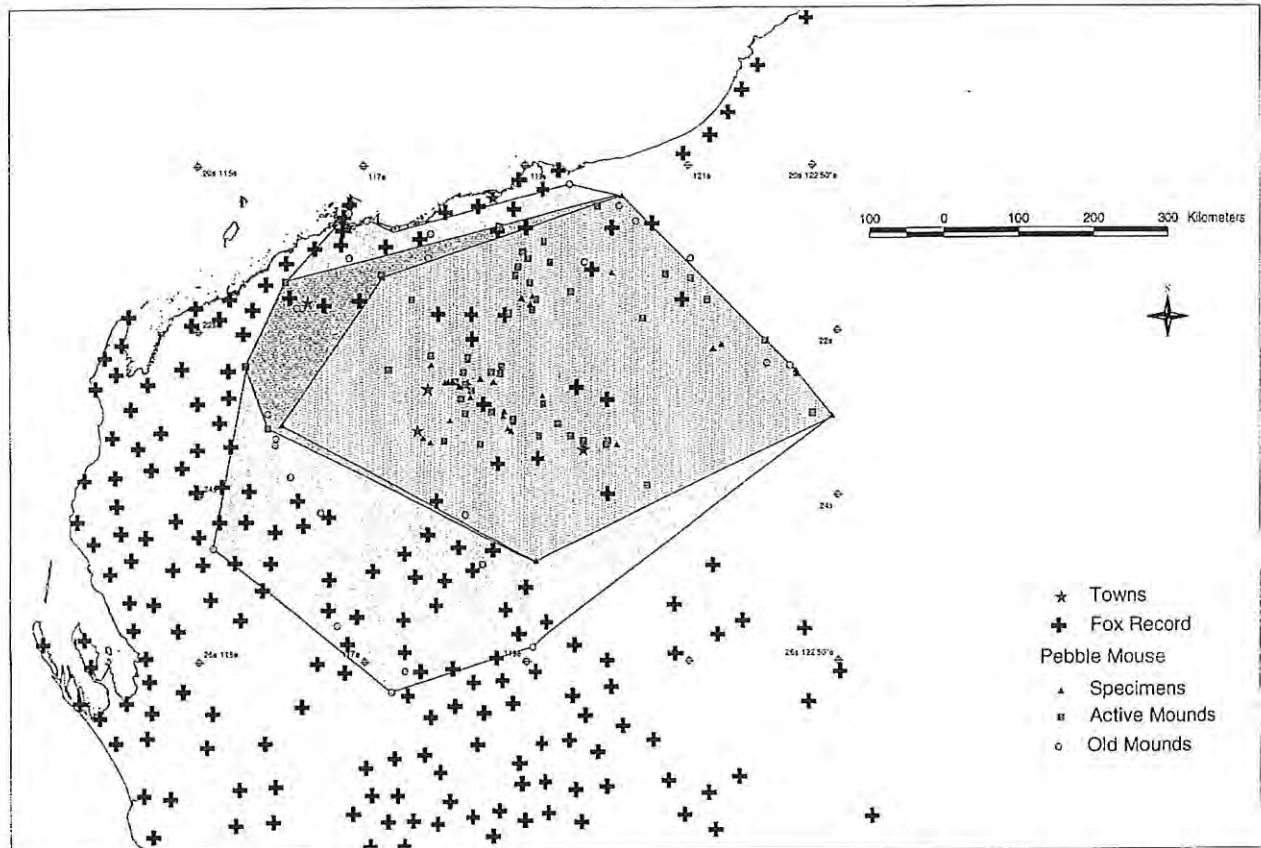 20s 115e
117e
121e
20s 122 50"e
100 0 100 200 300 Kilometers
N
22s
24s
Towns
Fox Record
Pebble Mouse
26s 115e
26s 122 50"e
Specimens
Active Mounds
Old Mounds